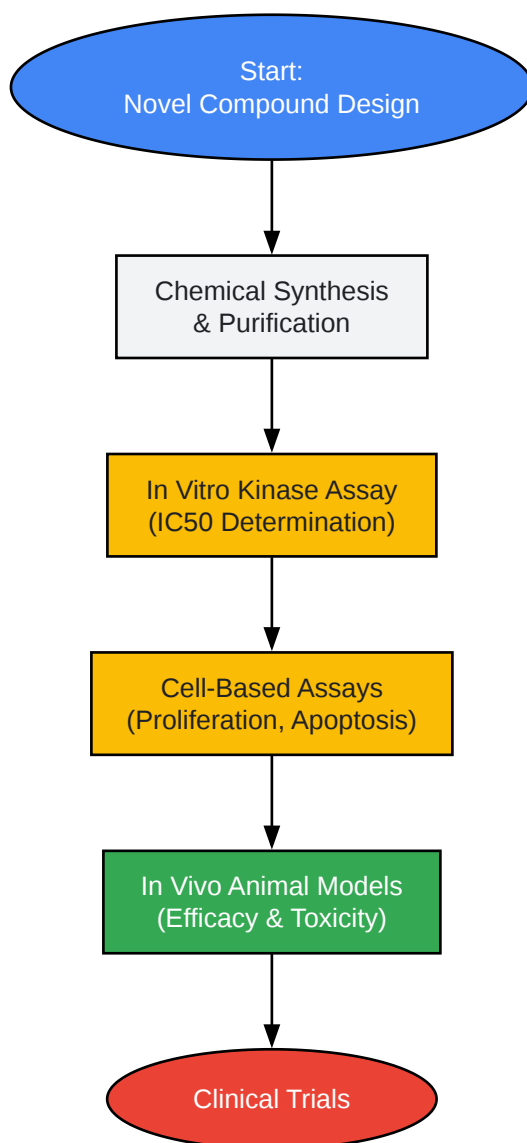 Start:
Novel Compound Design
Chemical Synthesis
& Purification
In Vitro Kinase Assay
(IC50 Determination)
Cell-Based Assays
(Proliferation, Apoptosis)
In Vivo Animal Models
(Efficacy & Toxicity)
Clinical Trials